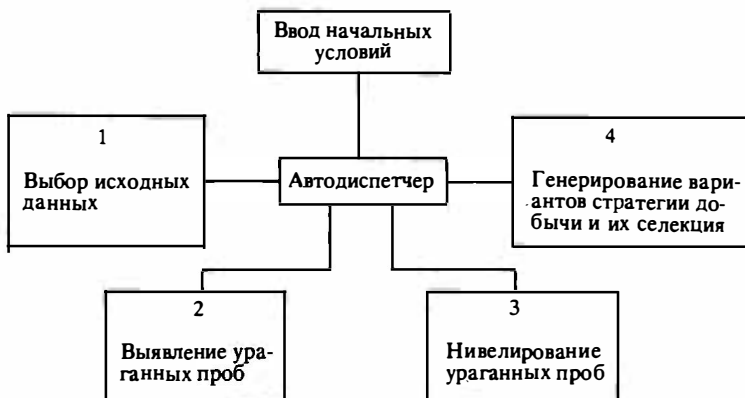 Ввод начальных
условий
1
Выбор исходных
данных
Автодиспетчер
4
Генерирование вари-
антов стратегии до-
бычи и их селекция
2
Выявление ура-
ганных проб
3
Нивелирование
ураганных проб